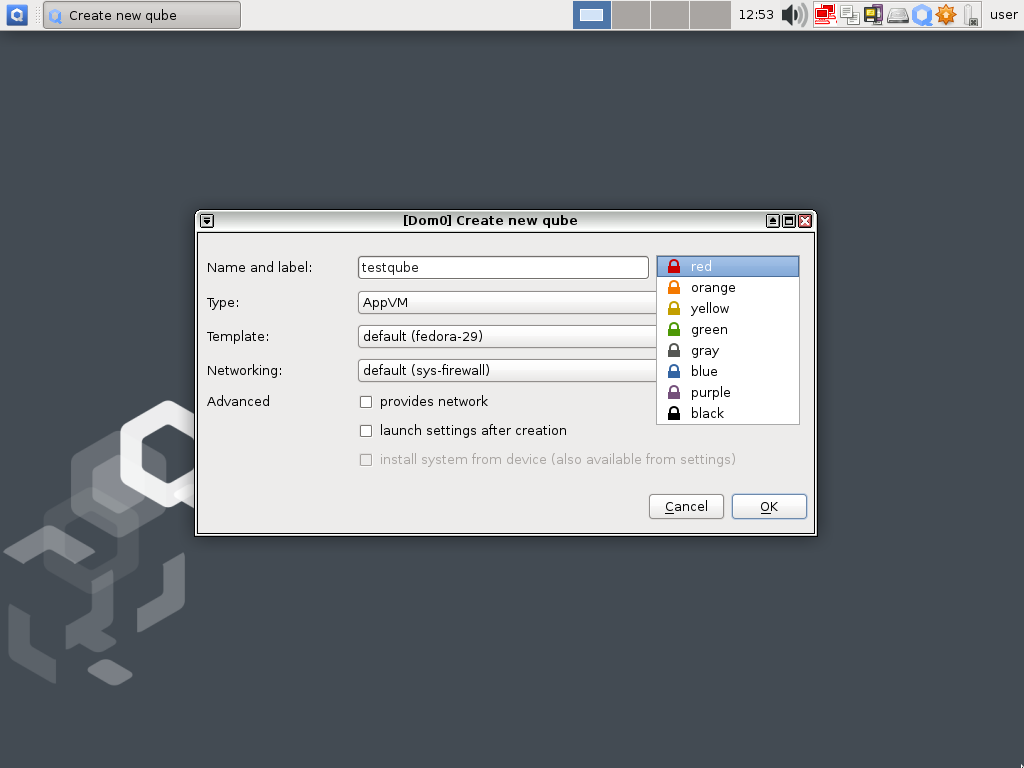 Create new qube
12:53
user
[Dom0] Create new qube
Name and label:
testqube
red
orange
yellow
green
gray
blue
purple
black
Type:
AppVM
Template:
default (fedora-29)
Networking:
default (sys-firewall)
Advanced
provides network
launch settings after creation
install system from device (also available from settings)
Cancel
OK